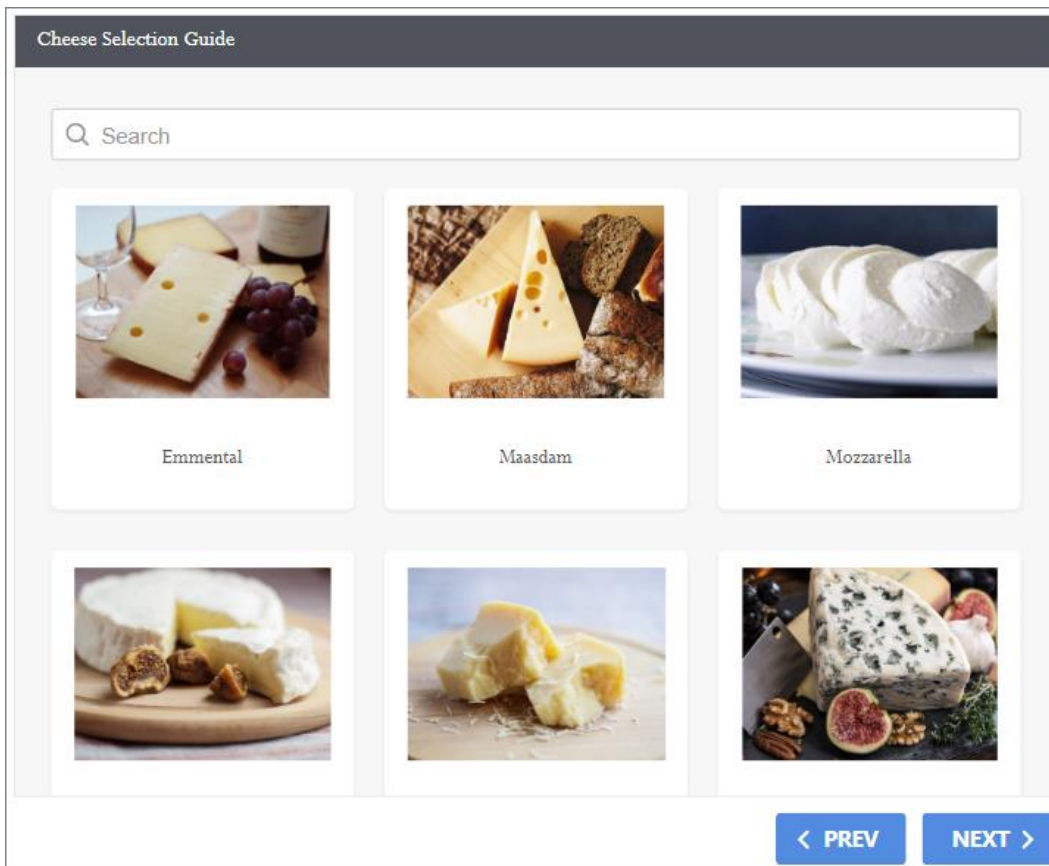 Cheese Selection Guide
Search
Emmental
Maasdam
Mozzarella
PREV
NEXT